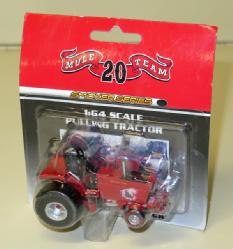 MULE 20 TEAM
1:64 SCALE
PULLING TRACTOR